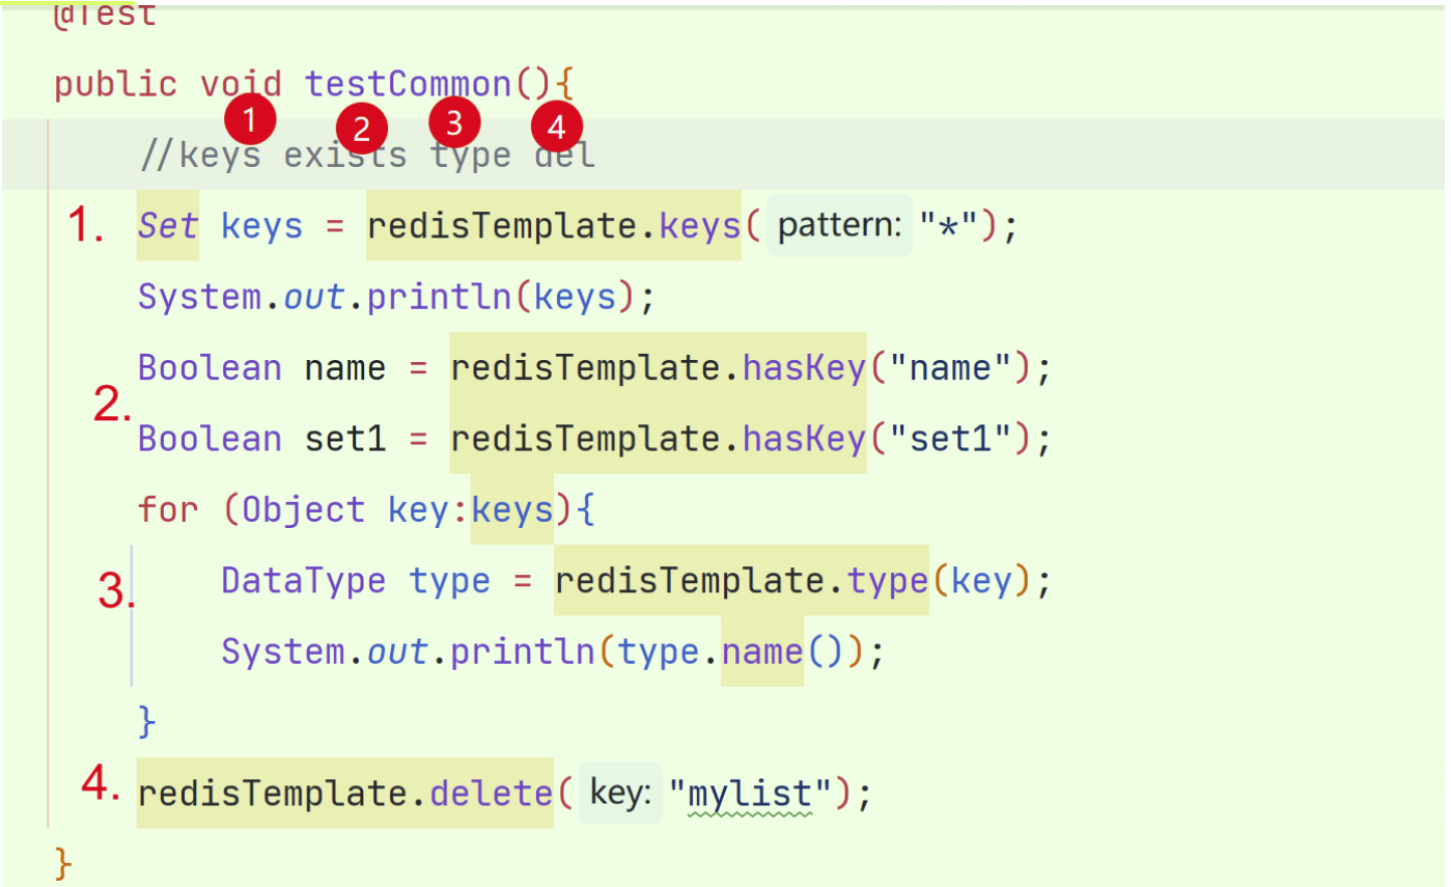 @Test
public void testCommon(){
1 2 3 4
//keys exists type del
1. Set keys = redisTemplate.keys( pattern: "*");
System.out.println(keys);
Boolean name = redisTemplate.hasKey("name");
2.
Boolean set1 = redisTemplate.hasKey("set1");
for (Object key:keys){
3. DataType type = redisTemplate.type(key);
System.out.println(type.name());
}
4. redisTemplate.delete( key: "mylist");
}